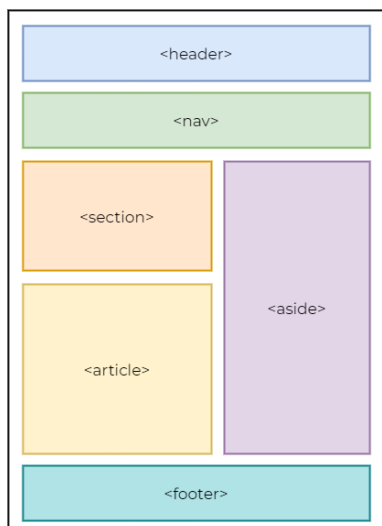 <header>
<nav>
<section>
<article>
<aside>
<footer>